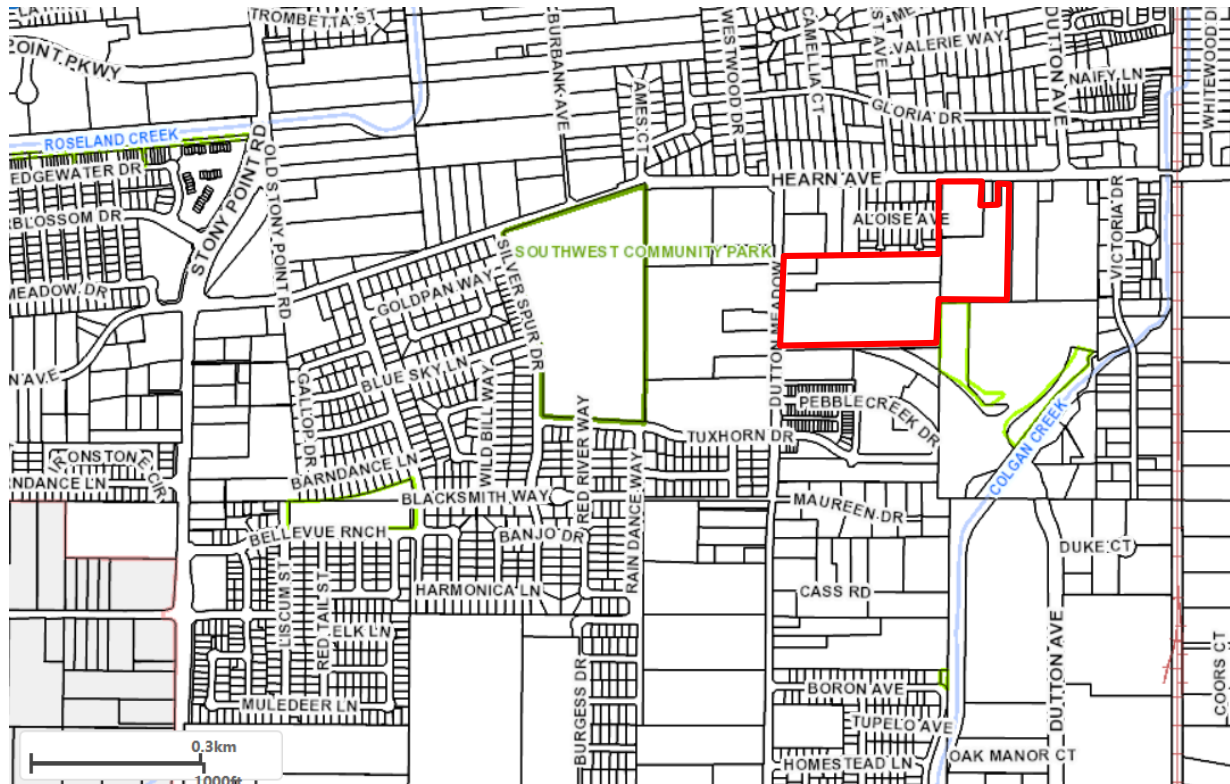 TROMBETTA ST
POINT PKWY
BURBANK AVE
AMES CT
WESTWOOD DR
CAMELLIA CT
VALERIE WAY
DUTTON AVE
NAIFY LN
WHITEWOOD D
GLORIA DR
ROSELAND CREEK
EDGEWATER DR
BLOSSOM DR
STONY POINT RD
OLD STONY POINT RD
HEARN AVE
ALOISE AVE
VICTORIA DR
SOUTHWEST COMMUNITY PARK
SILVER SPUR DR
GOLDPAN WAY
MEADOW DR
DUTTON MEADOW
BLUE SKY LN
WILD BILL WAY
GALLOP DR
N AVE
PEBBLECREEK DR
RED RIVER WAY
TUXHORN DR
COLGAN CREEK
IRONSTONE CIR
RNDANCE LN
BARNDANCE LN
BLACKSMITH WAY
RAIN DANCE WAY
MAUREEN DR
BELLEVUE RNCH
BANJO DR
DUKE CT
LISCUM ST
RED TAIL ST
HARMONICA LN
CASS RD
ELK LN
DUTTON AVE
COORS CT
BURGESS DR
BORON AVE
MULEDEER LN
TUPELO AVE
OAK MANOR CT
HOMESTEAD LN
0.3km
1000ft